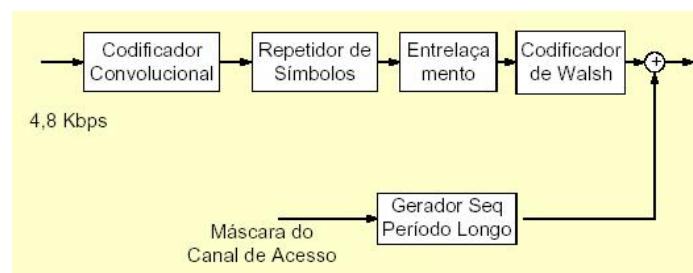 Codificador
Convolucional
Repetidor de
Símbolos
Entrelaça
mento
Codificador
de Walsh
+
4,8 Kbps
Gerador Seq
Período Longo
Máscara do
Canal de Acesso